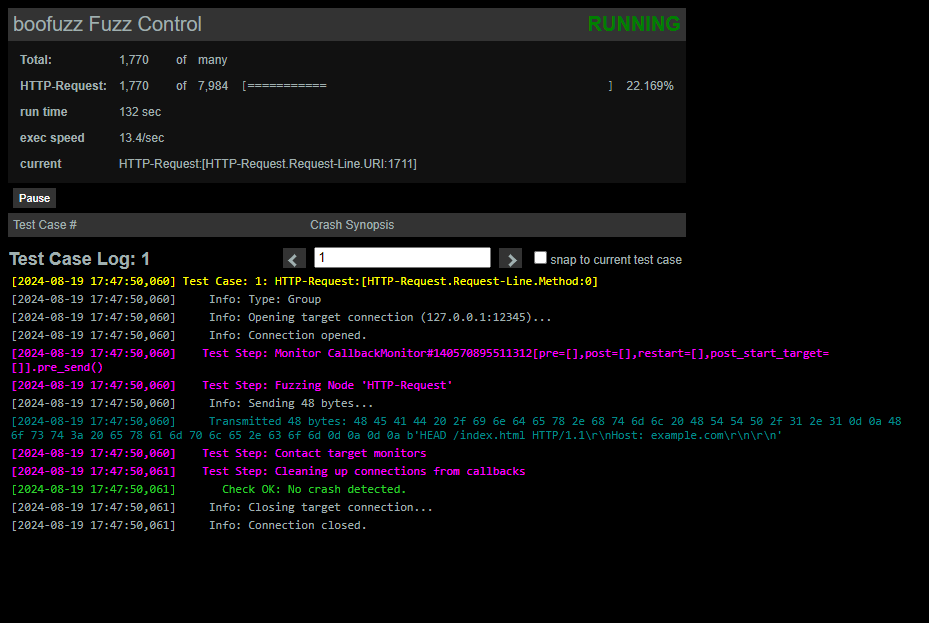 boofuzz Fuzz Control RUNNING
Total: 1,770 of many
HTTP-Request: 1,770 of 7,984 [=========== ] 22.169%
run time 132 sec
exec speed 13.4/sec
current HTTP-Request:[HTTP-Request.Request-Line.URI:1711]
Pause
Test Case # Crash Synopsis
Test Case Log: 1 < 1 > snap to current test case
[2024-08-19 17:47:50,060] Test Case: 1: HTTP-Request:[HTTP-Request.Request-Line.Method:0]
[2024-08-19 17:47:50,060] Info: Type: Group
[2024-08-19 17:47:50,060] Info: Opening target connection (127.0.0.1:12345)...
[2024-08-19 17:47:50,060] Info: Connection opened.
[2024-08-19 17:47:50,060] Test Step: Monitor CallbackMonitor#140570895511312[pre=[],post=[],restart=[],post_start_target=
[]].pre_send()
[2024-08-19 17:47:50,060] Test Step: Fuzzing Node 'HTTP-Request'
[2024-08-19 17:47:50,060] Info: Sending 48 bytes...
[2024-08-19 17:47:50,060] Transmitted 48 bytes: 48 45 41 44 20 2f 69 6e 64 65 78 2e 68 74 6d 6c 20 48 54 54 50 2f 31 2e 31 0d 0a 48
6f 73 74 3a 20 65 78 61 6d 70 6c 65 2e 63 6f 6d 0d 0a 0d 0a b'HEAD /index.html HTTP/1.1\r\nHost: example.com\r\n\r\n'
[2024-08-19 17:47:50,060] Test Step: Contact target monitors
[2024-08-19 17:47:50,061] Test Step: Cleaning up connections from callbacks
[2024-08-19 17:47:50,061] Check OK: No crash detected.
[2024-08-19 17:47:50,061] Info: Closing target connection...
[2024-08-19 17:47:50,061] Info: Connection closed.